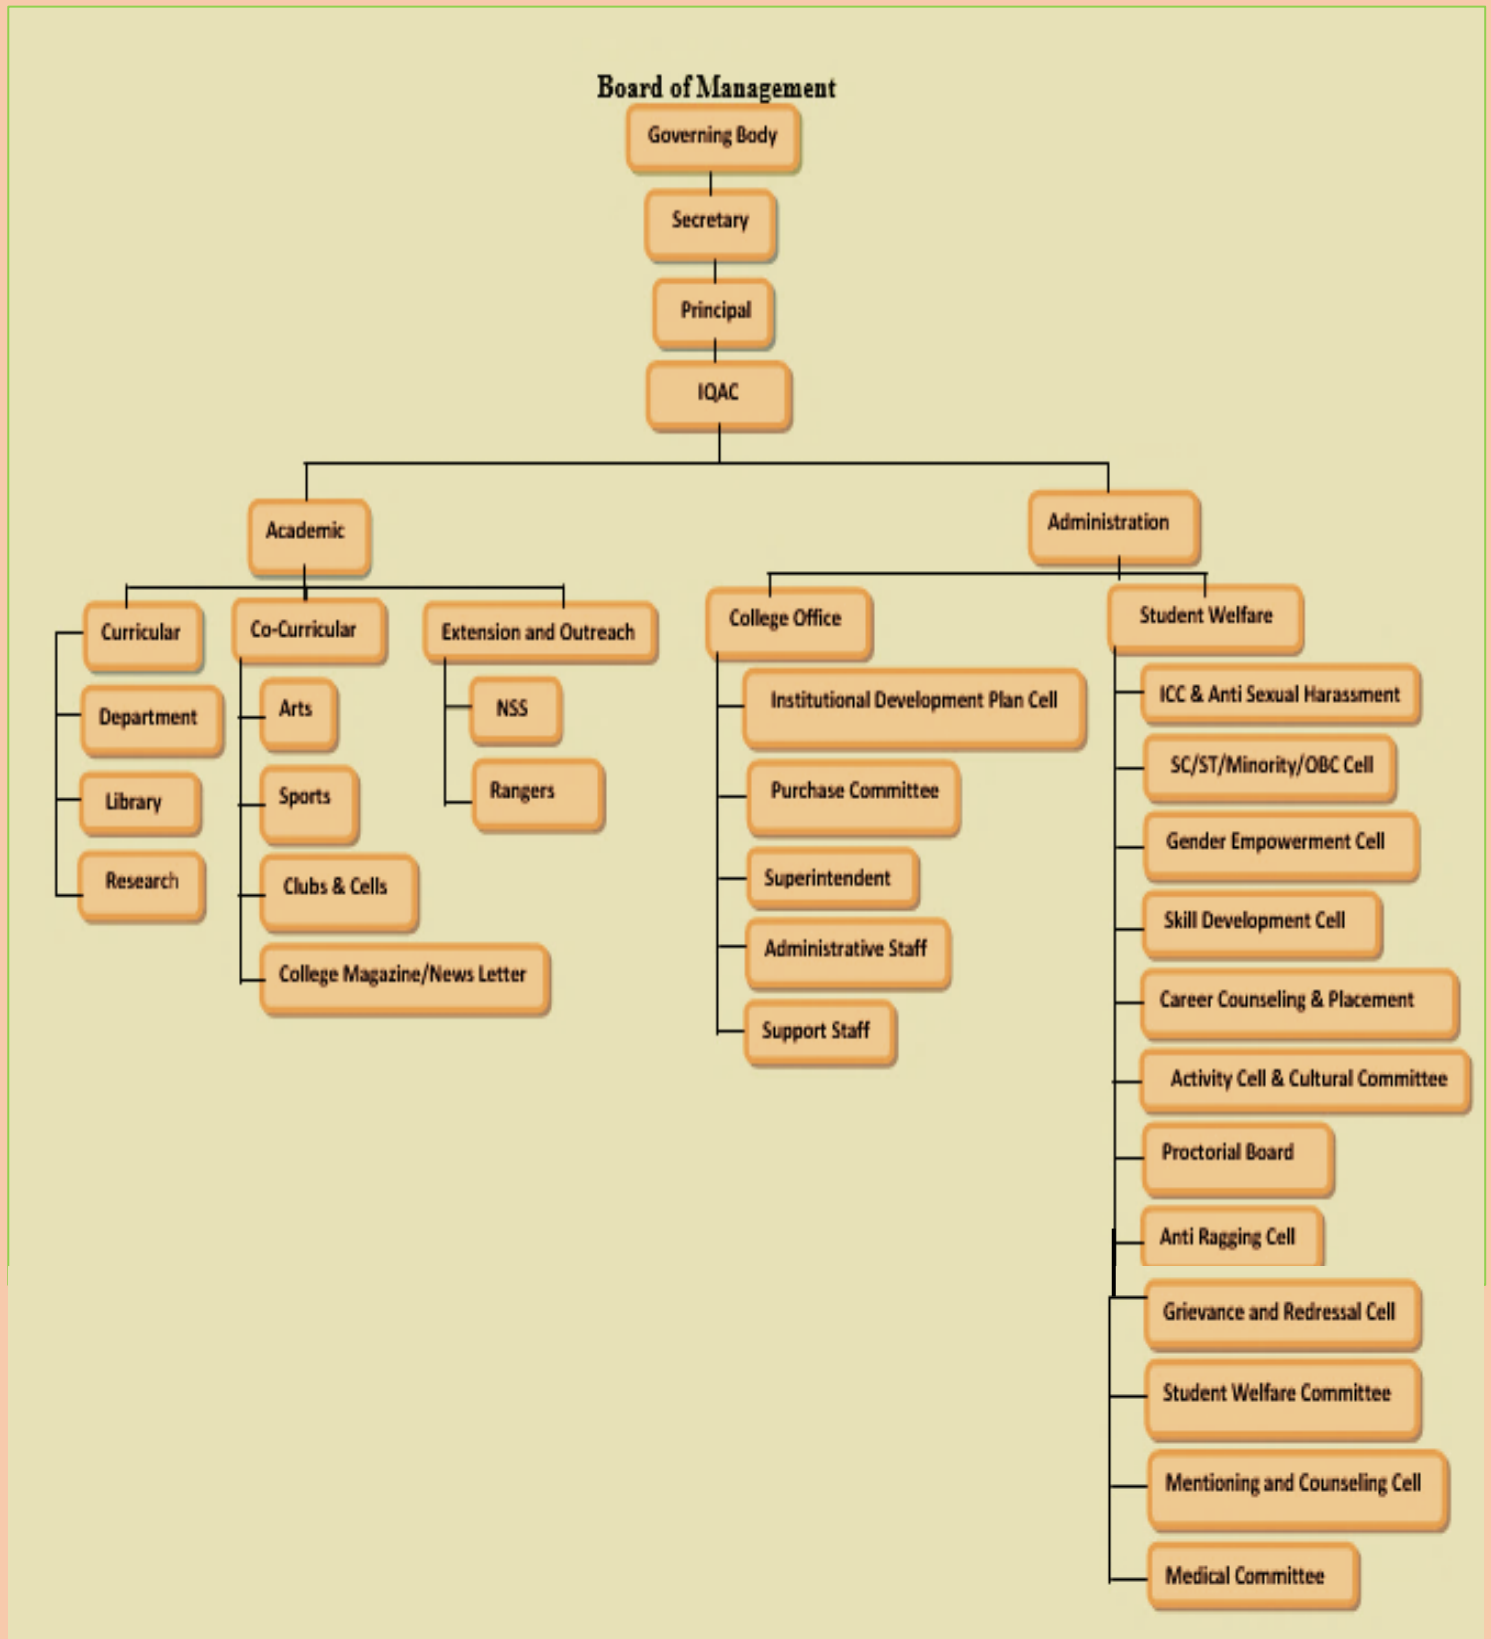 Board of Management
Governing Body
Secretary
Principal
IQAC
Academic
Administration
Curricular
Department
Library
Research
Co-Curricular
Arts
Sports
Clubs & Cells
College Magazine/News Letter
Extension and Outreach
NSS
Rangers
College Office
Institutional Development Plan Cell
Purchase Committee
Superintendent
Administrative Staff
Support Staff
Student Welfare
ICC & Anti Sexual Harassment
SC/ST/Minority/OBC Cell
Gender Empowerment Cell
Skill Development Cell
Career Counseling & Placement
Activity Cell & Cultural Committee
Proctorial Board
Anti Ragging Cell
Grievance and Redressal Cell
Student Welfare Committee
Mentioning and Counseling Cell
Medical Committee